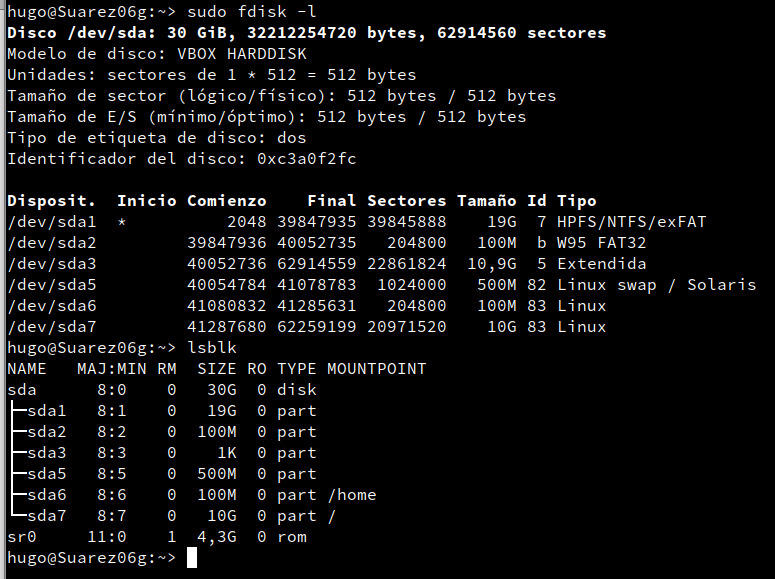 hugo@Suarez06g:~> sudo fdisk -l
Disco /dev/sda: 30 GiB, 32212254720 bytes, 62914560 sectores
Modelo de disco: VBOX HARDDISK
Unidades: sectores de 1 * 512 = 512 bytes
Tamaño de sector (lógico/físico): 512 bytes / 512 bytes
Tamaño de E/S (mínimo/óptimo): 512 bytes / 512 bytes
Tipo de etiqueta de disco: dos
Identificador del disco: 0xc3a0f2fc

Disposit.  Inicio Comienzo    Final Sectores Tamaño Id Tipo
/dev/sda1  *          2048 39847935 39845888    19G  7 HPFS/NTFS/exFAT
/dev/sda2         39847936 40052735   204800   100M  b W95 FAT32
/dev/sda3         40052736 62914559 22861824  10,9G  5 Extendida
/dev/sda5         40054784 41078783  1024000   500M 82 Linux swap / Solaris
/dev/sda6         41080832 41285631   204800   100M 83 Linux
/dev/sda7         41287680 62259199 20971520    10G 83 Linux
hugo@Suarez06g:~> lsblk
NAME   MAJ:MIN RM   SIZE RO TYPE MOUNTPOINT
sda      8:0    0    30G  0 disk
├─sda1   8:1    0    19G  0 part
├─sda2   8:2    0   100M  0 part
├─sda3   8:3    0     1K  0 part
├─sda5   8:5    0   500M  0 part
├─sda6   8:6    0   100M  0 part /home
└─sda7   8:7    0    10G  0 part /
sr0     11:0    1   4,3G  0 rom
hugo@Suarez06g:~>